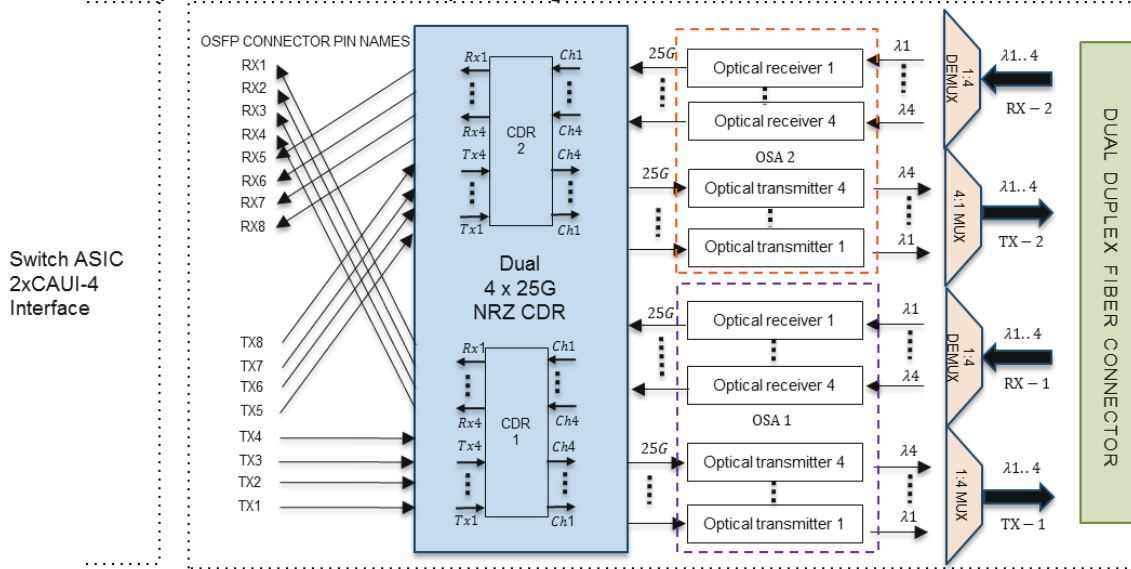 Switch ASIC
2xCAUI-4
Interface
OSFP CONNECTOR PIN NAMES
RX1
RX2
RX3
RX4
RX5
RX6
RX7
RX8
TX8
TX7
TX6
TX5
TX4
TX3
TX2
TX1
Rx1
Rx4
Tx4
Tx1
CDR
2
Ch1
Ch4
Ch4
Ch1
Dual
4 x 25G
NRZ CDR
Rx1
Rx4
Tx4
Tx1
CDR
1
Ch1
Ch4
Ch4
Ch1
25G
25G
25G
25G
Optical receiver 1
Optical receiver 4
OSA 2
Optical transmitter 4
Optical transmitter 1
Optical receiver 1
Optical receiver 4
OSA 1
Optical transmitter 4
Optical transmitter 1
λ1
λ4
λ4
λ1
λ1
λ4
λ4
λ1
1:4
DEMUX
4:1 MUX
1:4
DEMUX
1:4 MUX
λ1..4
RX − 2
λ1..4
TX − 2
λ1..4
RX − 1
λ1..4
TX − 1
DUAL DUPLEX FIBER CONNECTOR